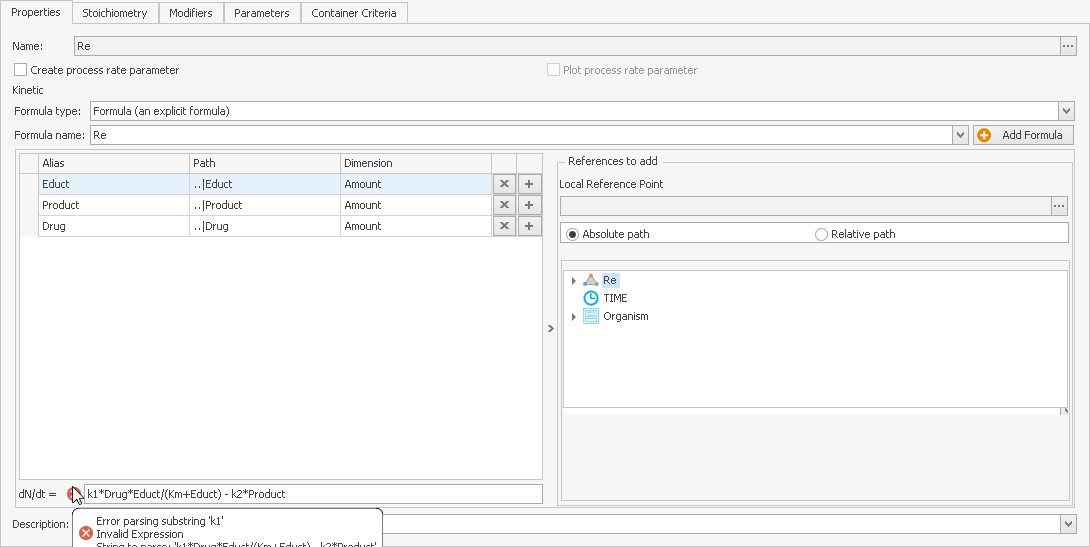 Properties
Stoichiometry
Modifiers
Parameters
Container Criteria
Name:
Re
...
Create process rate parameter
Plot process rate parameter
Kinetic
Formula type:
Formula (an explicit formula)
Formula name:
Re
Add Formula
Alias
Path
Dimension
Educt
..|Educt
Amount
Product
..|Product
Amount
Drug
..|Drug
Amount
References to add
Local Reference Point
...
Absolute path
Relative path
Re
TIME
Organism
dN/dt =
k1*Drug*Educt/(Km+Educt) - k2*Product
Description:
Error parsing substring 'k1'
Invalid Expression
String to parse: 'k1*Drug*Educt/(Km+Educt) - k2*Product'